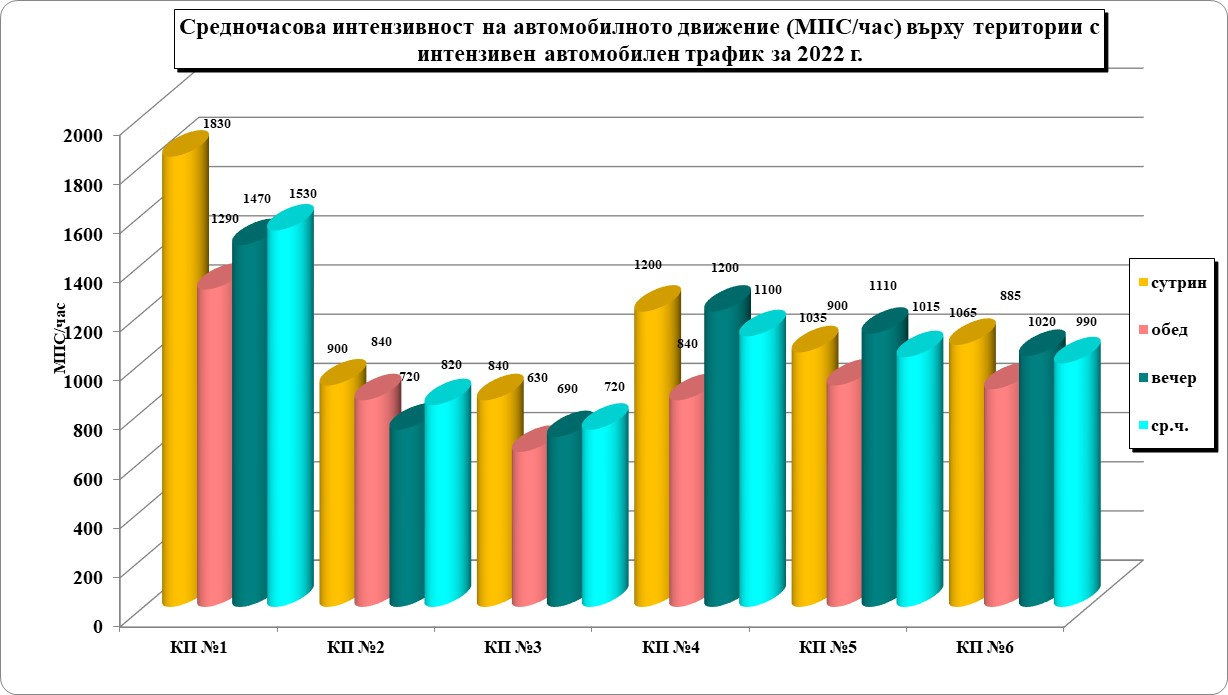 Средночасова интензивност на автомобилното движение (МПС/час) върху територии с
интензивен автомобилен трафик за 2022 г.
МПС/час
2000
1800
1600
1400
1200
1000
800
600
400
200
0
1830
1290
1470
1530
900
840
720
820
840
630
690
720
1200
840
1200
1100
1035
900
1110
1015
1065
885
1020
990
КП №1
КП №2
КП №3
КП №4
КП №5
КП №6
сутрин
обед
вечер
ср.ч.